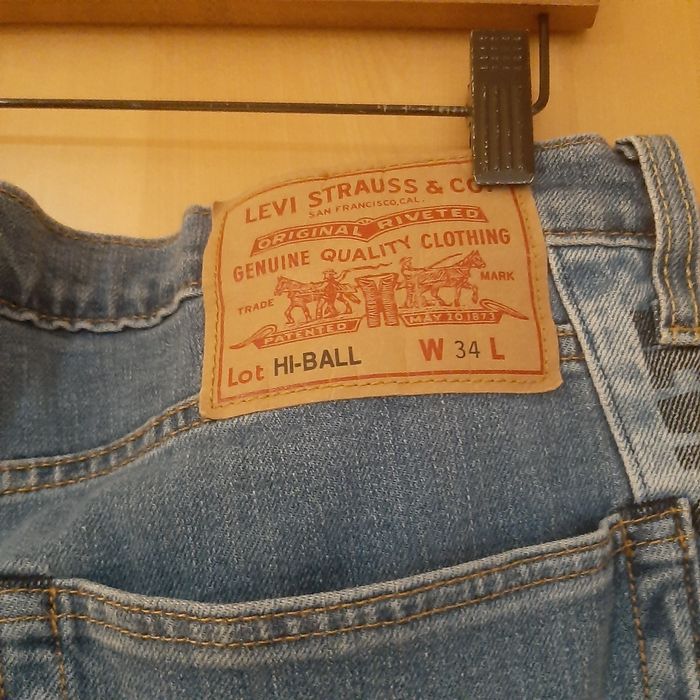 LEVI STRAUSS & CO.
SAN FRANCISCO, CAL.
ORIGINAL RIVETED
GENUINE QUALITY CLOTHING
TRADE MARK
PATENTED MAY 20 1873
Lot HI-BALL W 34 L